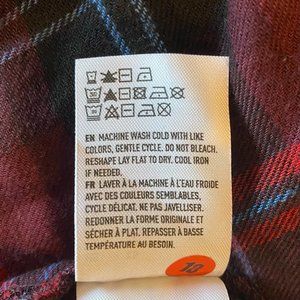 EN MACHINE WASH COLD WITH LIKE
COLORS, GENTLE CYCLE. DO NOT BLEACH.
RESHAPE LAY FLAT TO DRY. COOL IRON
IF NEEDED.
FR LAVER À LA MACHINE À L'EAU FROIDE
AVEC DES COULEURS SEMBLABLES,
CYCLE DÉLICAT. NE PAS JAVELLISER.
REDONNER LA FORME ORIGINALE ET
SÉCHER À PLAT. REPASSER À BASSE
TEMPÉRATURE AU BESOIN.